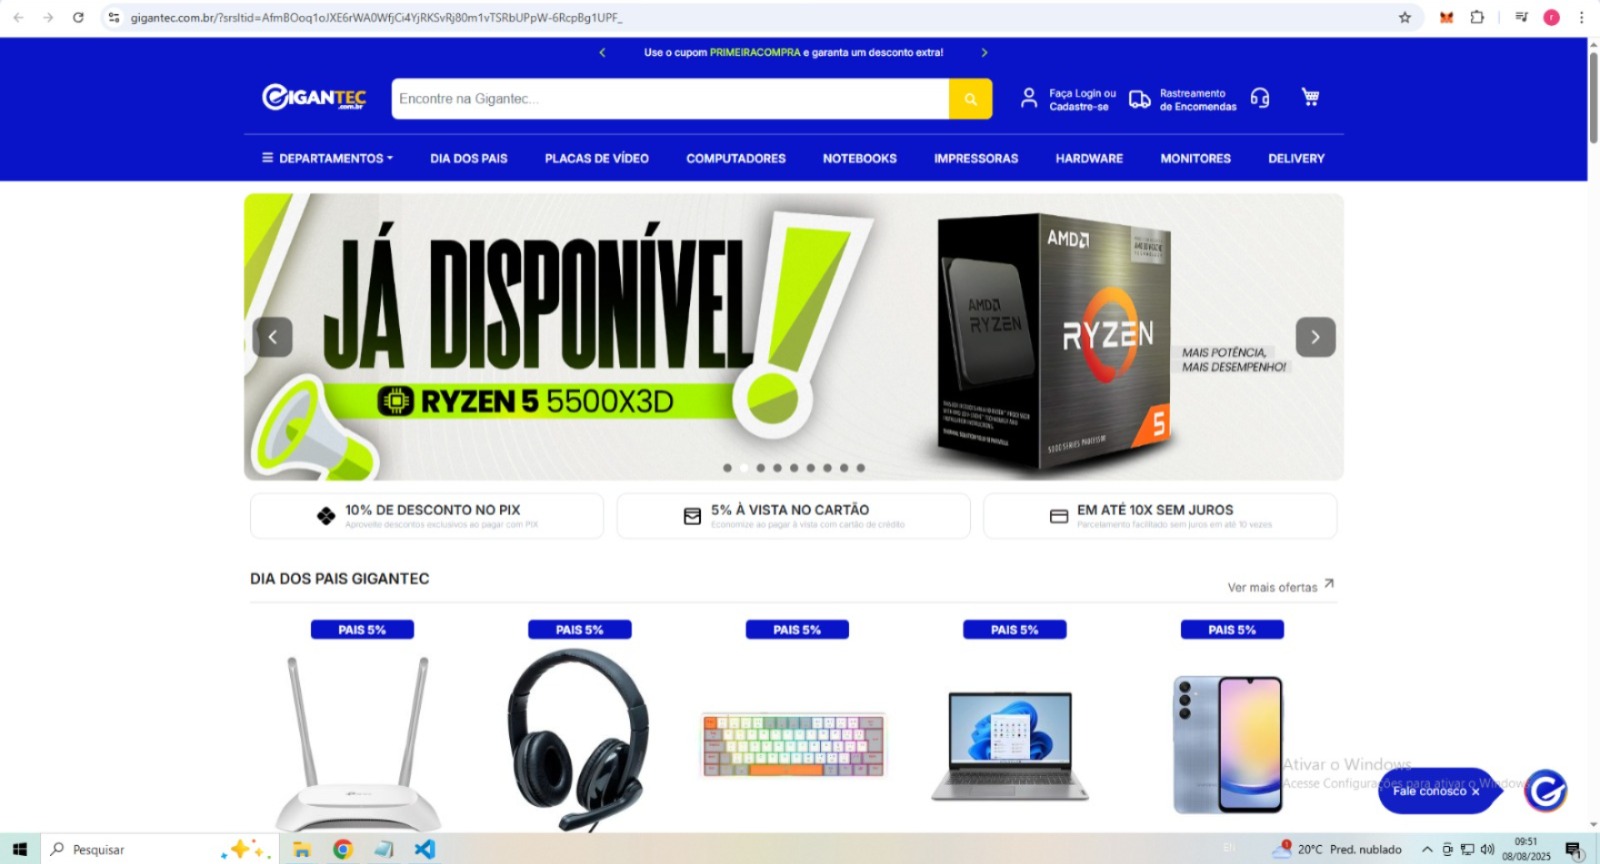 gigantec.com.br/?srsltid=AfmBOoq1oJXE6rWA0WfjCi4YjRKSvRj80m1vTSRbUPpW-6RcpBg1UPF_
r
Use o cupom PRIMEIRACOMPRA e garanta um desconto extra!
GIGANTEC
.com.br
Encontre na Gigantec...
Faça Login ou
Cadastre-se
Rastreamento
de Encomendas
DEPARTAMENTOS
DIA DOS PAIS
PLACAS DE VÍDEO
COMPUTADORES
NOTEBOOKS
IMPRESSORAS
HARDWARE
MONITORES
DELIVERY
JÁ DISPONÍVEL
RYZEN 5 5500X3D
AMD
AMD
RYZEN
RYZEN
5
5000 SERIES PROCESSOR
MAIS POTÊNCIA,
MAIS DESEMPENHO!
10% DE DESCONTO NO PIX
Aproveite descontos exclusivos ao pagar com PIX
5% À VISTA NO CARTÃO
Economize ao pagar à vista com cartão de crédito
EM ATÉ 10X SEM JUROS
Parcelamento facilitado sem juros em até 10 vezes
DIA DOS PAIS GIGANTEC
Ver mais ofertas
PAIS 5%
PAIS 5%
PAIS 5%
PAIS 5%
PAIS 5%
Ativar o Windows
Acesse Configurações para ativar o Windows
Fale conosco ×
Pesquisar
EN
20°C Pred. nublado
09:51
08/08/2025